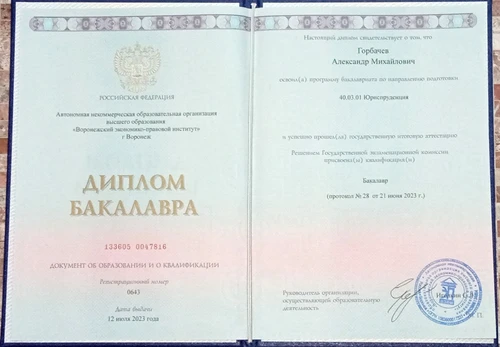 РОССИЙСКАЯ ФЕДЕРАЦИЯ
Автономная некоммерческая образовательная организация
высшего образования
«Воронежский экономико-правовой институт»
г Воронеж
ДИПЛОМ
БАКАЛАВРА
133605 0047816
ДОКУМЕНТ ОБ ОБРАЗОВАНИИ И О КВАЛИФИКАЦИИ
Регистрационный номер
0643
Дата выдачи
12 июля 2023 года
Настоящий диплом свидетельствует о том, что
Горбачев
Александр Михайлович
освоил(а) программу бакалавриата по направлению подготовки
40.03.01 Юриспруденция
и успешно прошел(ла) государственную итоговую аттестацию
Решением Государственной экзаменационной комиссии
присвоена(ы) квалификация(и)
Бакалавр
(протокол № 28 от 21 июня 2023 г.)
Руководитель организации,
осуществляющей образовательную
деятельность
П.